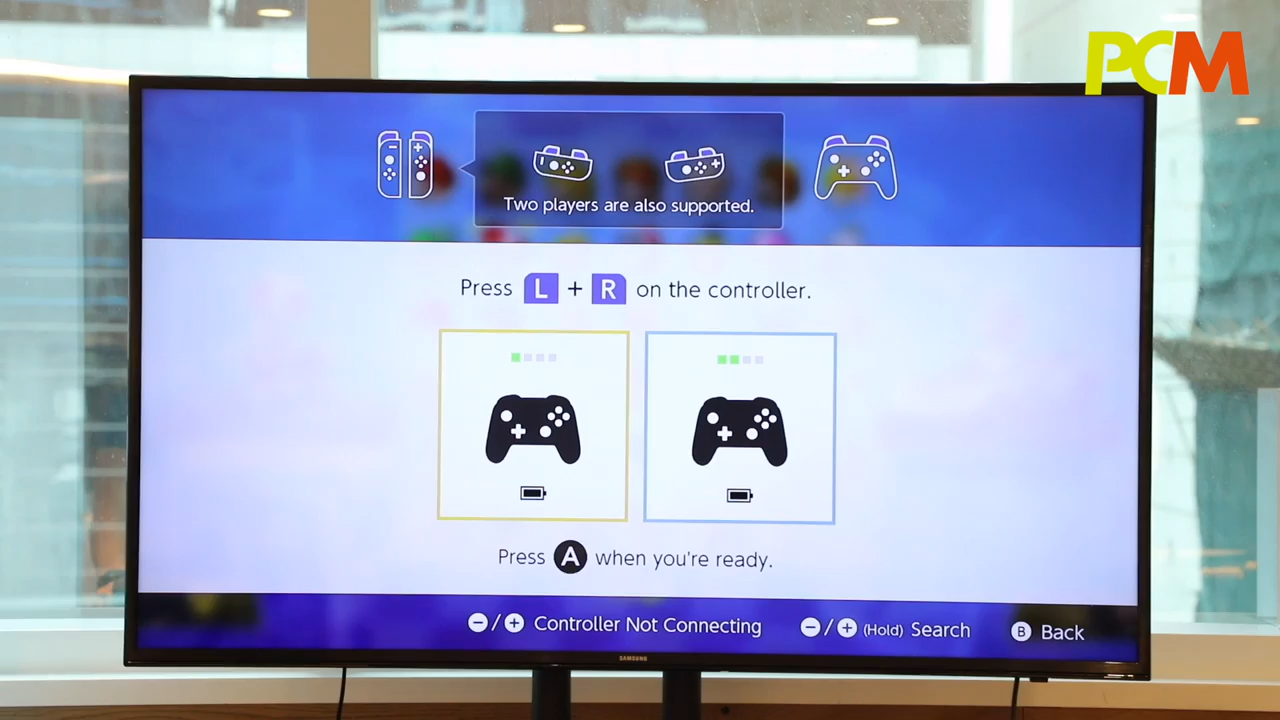 PCM
Two players are also supported.
Press L + R on the controller.
Press A when you're ready.
−/+ Controller Not Connecting −/+ (Hold) Search B Back
SAMSUNG